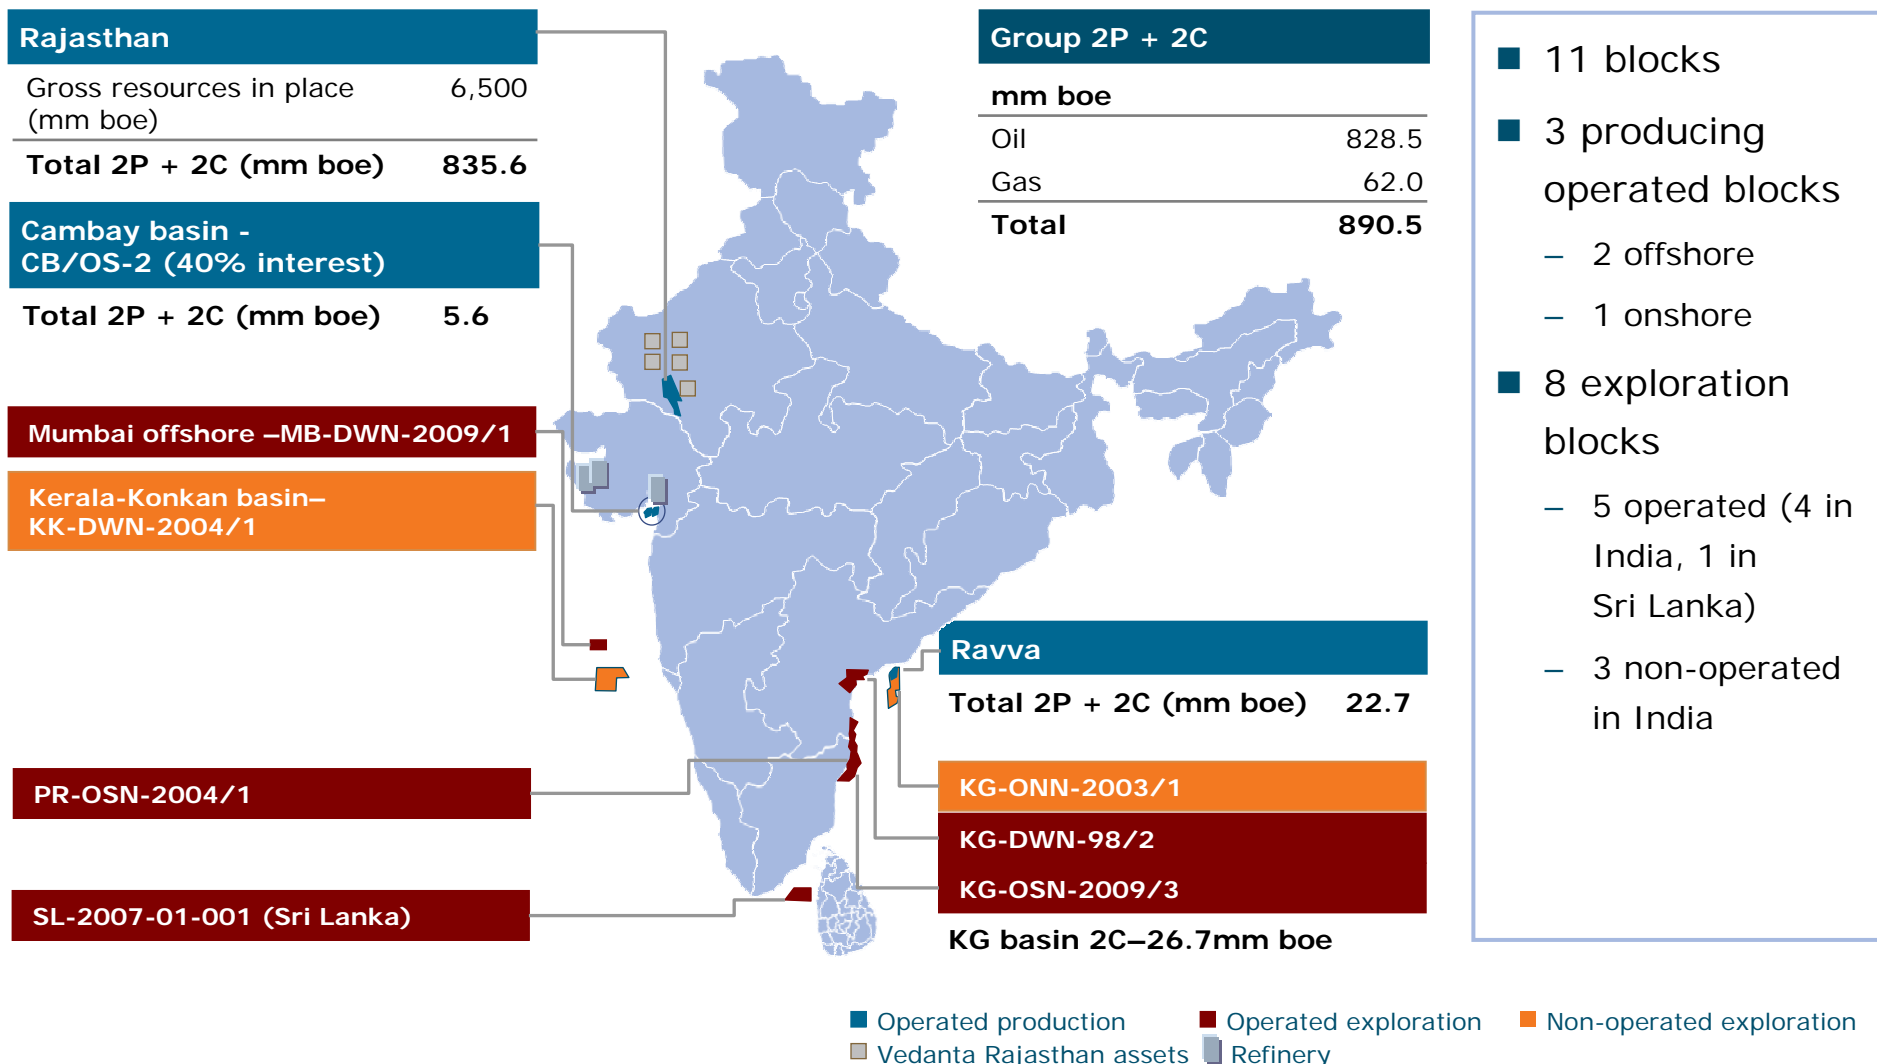 Rajasthan
Gross resources in place 6,500
(mm boe)
Total 2P + 2C (mm boe) 835.6
Cambay basin -
CB/OS-2 (40% interest)
Total 2P + 2C (mm boe) 5.6
Mumbai offshore –MB-DWN-2009/1
Kerala-Konkan basin–
KK-DWN-2004/1
PR-OSN-2004/1
SL-2007-01-001 (Sri Lanka)
Group 2P + 2C
mm boe
Oil 828.5
Gas 62.0
Total 890.5
Ravva
Total 2P + 2C (mm boe) 22.7
KG-ONN-2003/1
KG-DWN-98/2
KG-OSN-2009/3
KG basin 2C–26.7mm boe
■ 11 blocks
■ 3 producing
operated blocks
– 2 offshore
– 1 onshore
■ 8 exploration
blocks
– 5 operated (4 in
India, 1 in
Sri Lanka)
– 3 non-operated
in India
Operated production Operated exploration Non-operated exploration
Vedanta Rajasthan assets Refinery